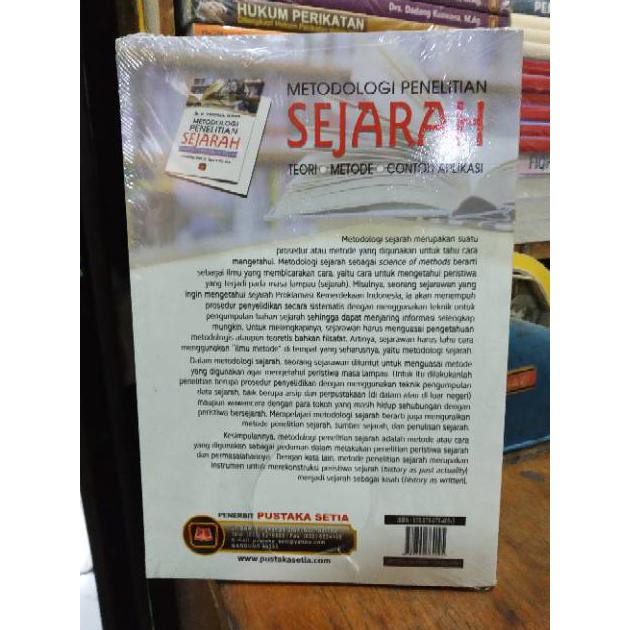 HUKUM PERIKATAN
Drs. Dadang
M.Ag.
METODOLOGI PENELITIAN
SEJARAH
TEORI • METODE • CONTOH APLIKASI
METODOLOGI
PENELITIAN
SEJARAH
Metodologi sejarah merupakan suatu
prosedur atau metode yang digunakan untuk tahu cara
mengetahui. Metodologi sejarah sebagai science of methods berarti
sebagai ilmu yang membicarakan cara, yaitu cara untuk mengetahui peristiwa
yang terjadi pada masa lampau (sejarah). Misalnya, seorang sejarawan yang
ingin mengetahui sejarah Proklamasi Kemerdekaan Indonesia, ia akan menempuh
prosedur penyelidikan secara sistematis dengan menggunakan teknik untuk
pengumpulan bahan sejarah sehingga dapat menjaring informasi selengkap
mungkin. Untuk melengkapinya, sejarawan harus menguasai pengetahuan
metodologis ataupun teoretis bahkan filsafat. Artinya, sejarawan harus tahu cara
menggunakan "ilmu metode" di tempat yang seharusnya, yaitu metodologi sejarah.
Dalam metodologi sejarah, seorang sejarawan dituntut untuk menguasai metode
yang digunakan agar mengetahui peristiwa masa lampau. Untuk itu dilakukanlah
penelitian berupa prosedur penyelidikan dengan menggunakan teknik pengumpulan
data sejarah, baik berupa arsip dan perpustakaan (di dalam atau di luar negeri)
maupun wawancara dengan para tokoh yang masih hidup sehubungan dengan
peristiwa bersejarah. Mempelajari metodologi sejarah berarti juga menguraikan
metode penelitian sejarah, sumber sejarah, dan penulisan sejarah.
Kesimpulannya, metodologi penelitian sejarah adalah metode atau cara
yang digunakan sebagai pedoman dalam melakukan penelitian peristiwa sejarah
dan permasalahannya. Dengan kata lain, metode penelitian sejarah merupakan
instrumen untuk merekonstruksi peristiwa sejarah (history as past actuality)
menjadi sejarah sebagai kisah (history as written).
PENERBIT PUSTAKA SETIA
BANDUNG
www.pustakasetia.com
ISBN